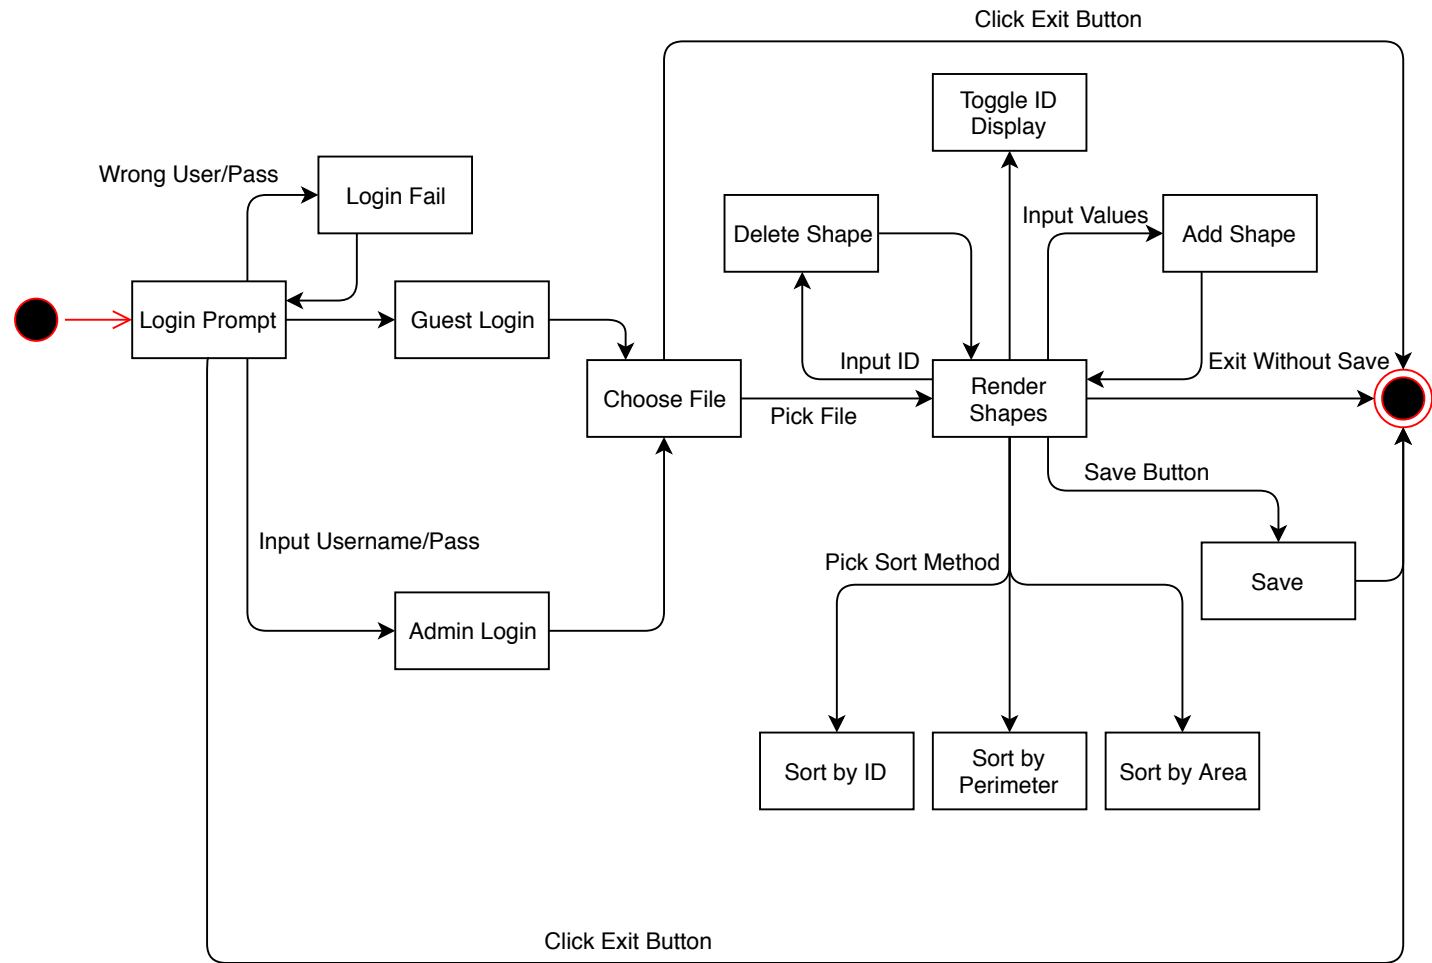 Click Exit Button
Toggle ID
Display
Wrong User/Pass
Login Fail
Delete Shape
Input Values
Add Shape
Login Prompt
Guest Login
Input ID
Exit Without Save
Choose File
Render
Shapes
Pick File
Save Button
Input Username/Pass
Pick Sort Method
Save
Admin Login
Sort by ID
Sort by
Perimeter
Sort by Area
Click Exit Button